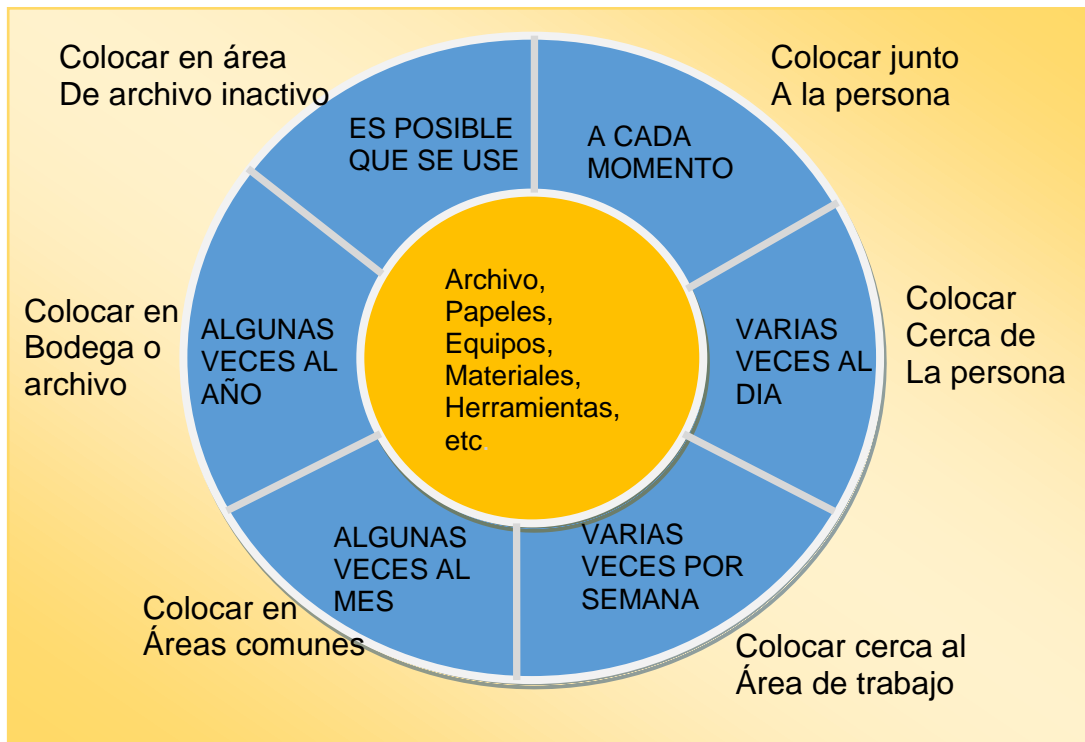 Colocar en área
De archivo inactivo
Colocar junto
A la persona
ES POSIBLE
QUE SE USE
A CADA
MOMENTO
Colocar en
Bodega o
archivo
ALGUNAS
VECES AL
AÑO
Archivo,
Papeles,
Equipos,
Materiales,
Herramientas,
etc.
VARIAS
VECES AL
DIA
Colocar
Cerca de
La persona
ALGUNAS
VECES AL
MES
VARIAS
VECES POR
SEMANA
Colocar en
Áreas comunes
Colocar cerca al
Área de trabajo